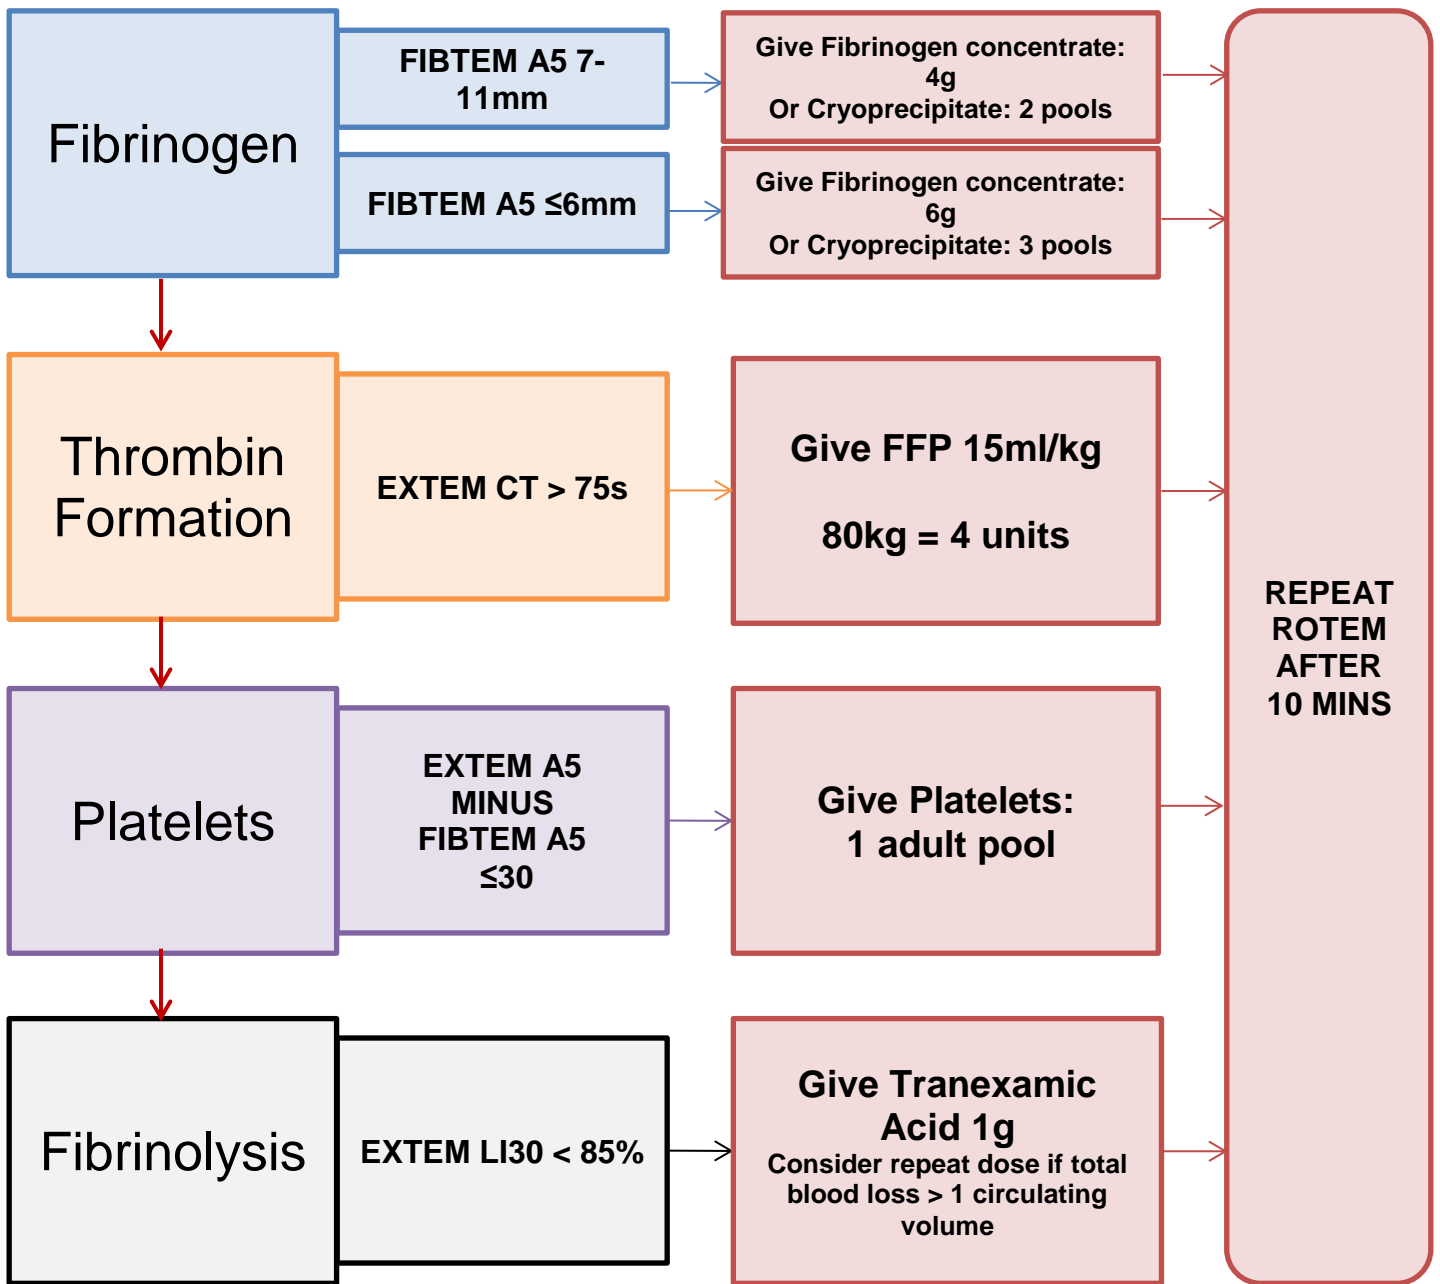 Fibrinogen
FIBTEM A5 7-
11mm
Give Fibrinogen concentrate:
4g
Or Cryoprecipitate: 2 pools
FIBTEM A5 ≤6mm
Give Fibrinogen concentrate:
6g
Or Cryoprecipitate: 3 pools
Thrombin
Formation
EXTEM CT > 75s
Give FFP 15ml/kg
80kg = 4 units
Platelets
EXTEM A5
MINUS
FIBTEM A5
≤30
Give Platelets:
1 adult pool
Fibrinolysis
EXTEM LI30 < 85%
Give Tranexamic
Acid 1g
Consider repeat dose if total
blood loss > 1 circulating
volume
REPEAT
ROTEM
AFTER
10 MINS